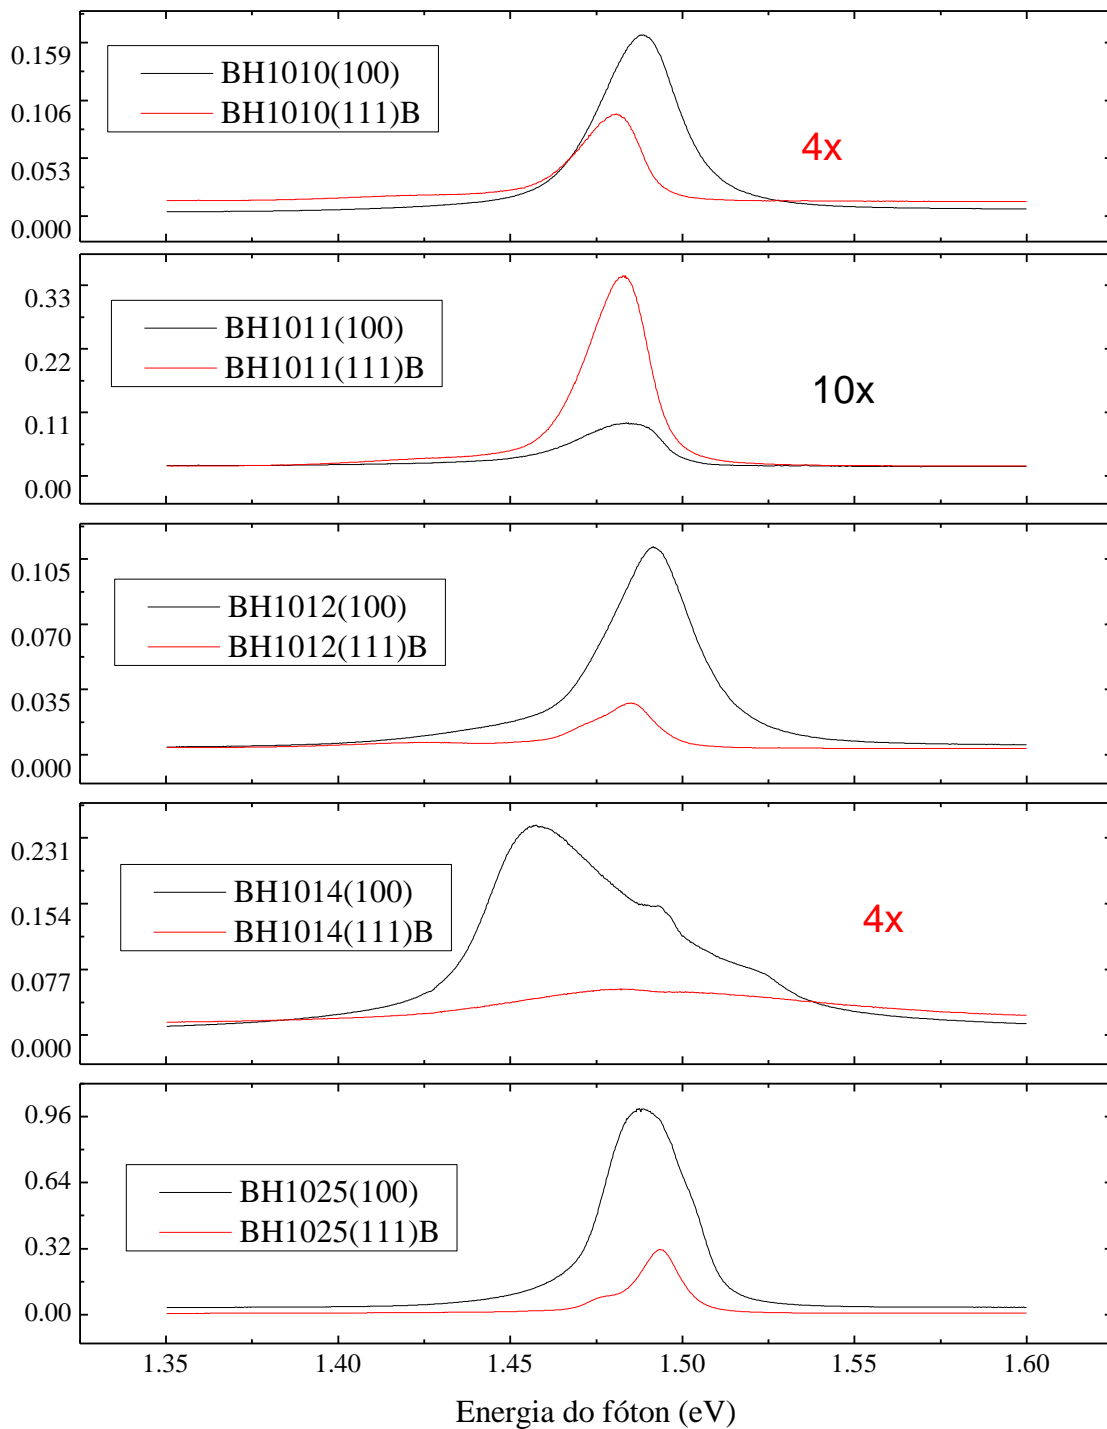 0.159
0.106
0.053
0.000
BH1010(100)
BH1010(111)B
4x
0.33
0.22
0.11
0.00
BH1011(100)
BH1011(111)B
10x
0.105
0.070
0.035
0.000
BH1012(100)
BH1012(111)B
0.231
0.154
0.077
0.000
BH1014(100)
BH1014(111)B
4x
0.96
0.64
0.32
0.00
BH1025(100)
BH1025(111)B
1.35 1.40 1.45 1.50 1.55 1.60
Energia do fóton (eV)